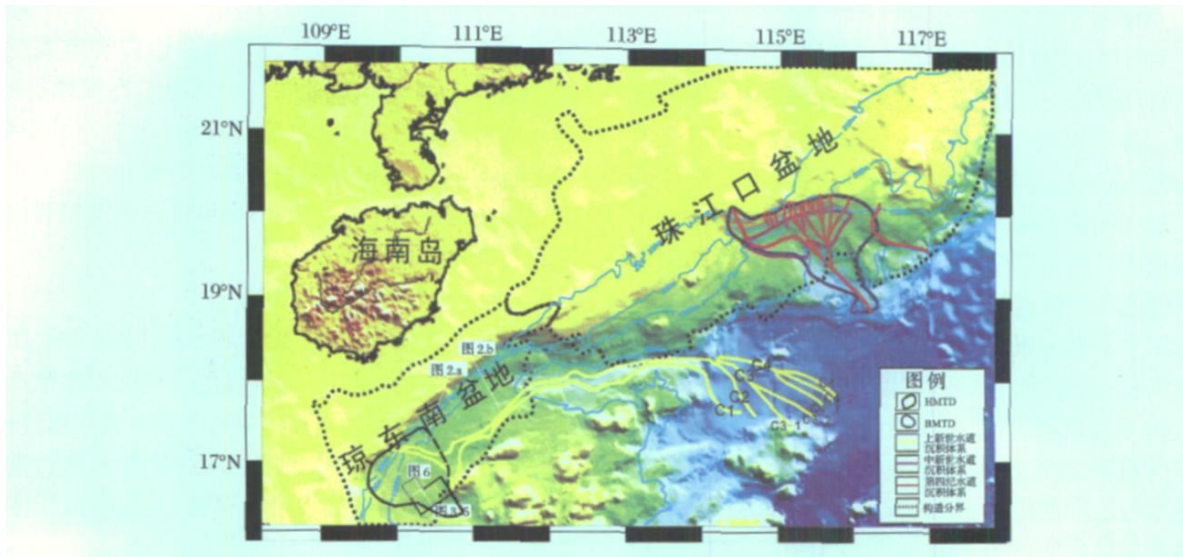 109°E 111°E 113°E 115°E 117°E
21°N
19°N
17°N
珠江口盆地
海南岛
图2.b
图2.a
琼东南盆地
图6
C2
C1
图例
HMTD
BMTD
上新世水道
沉积体系
中新世水道
沉积体系
第四纪水道
沉积体系
构造分界